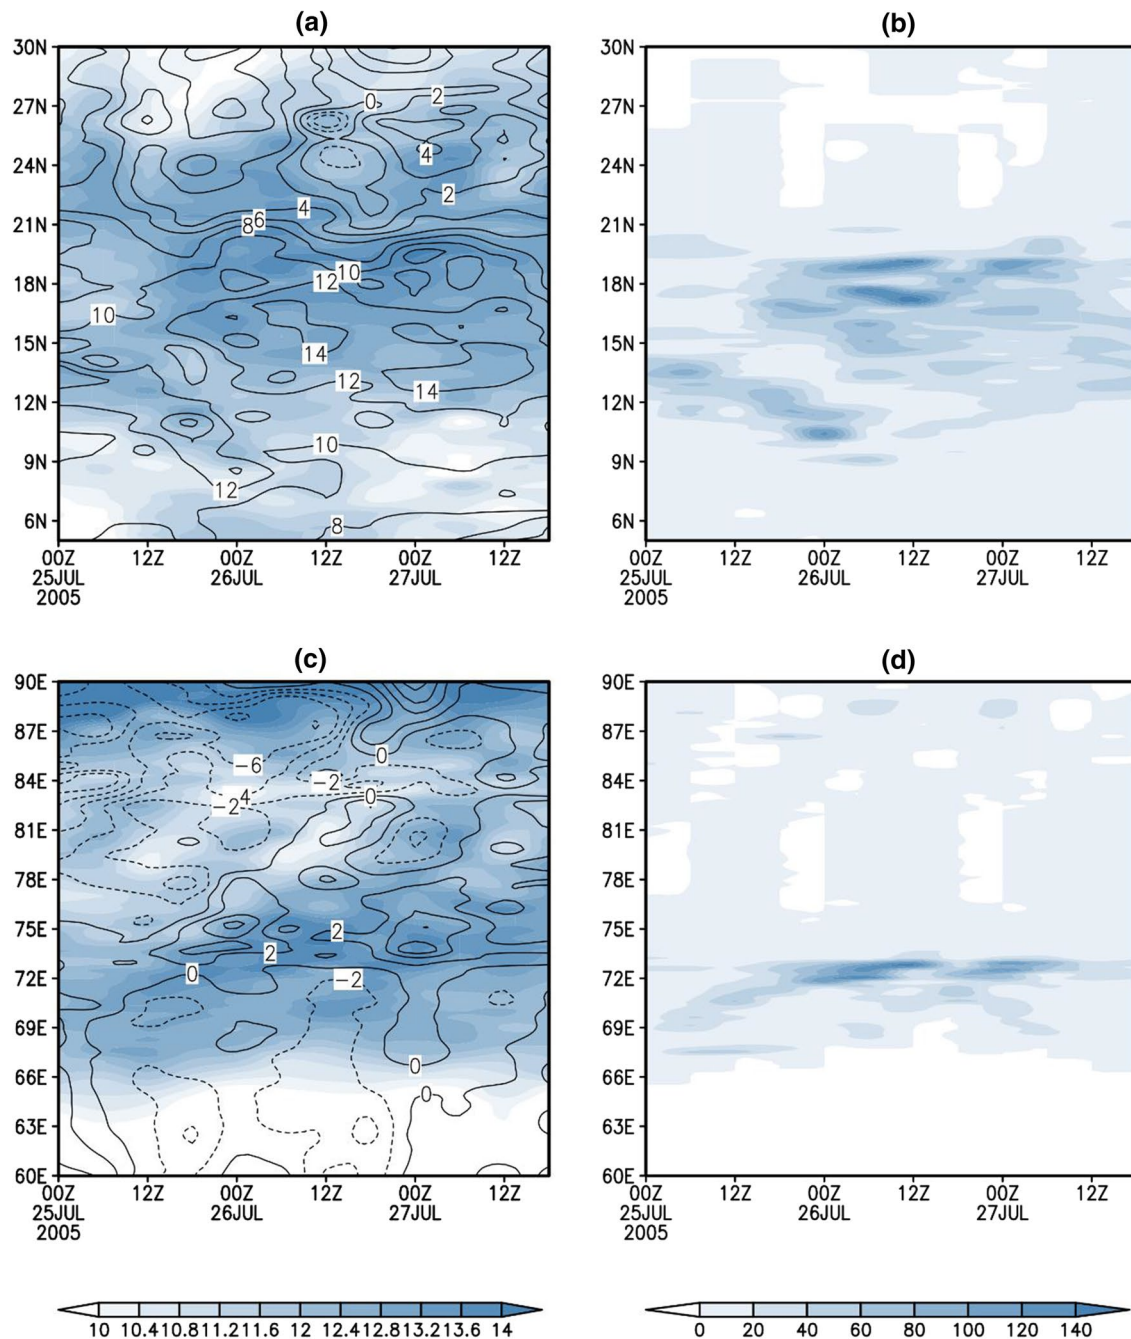 (a)
(b)
30N
27N
24N
21N
18N
15N
12N
9N
6N
0
2
4
2
4
8
6
10
12
10
14
12
14
10
12
8
00Z 12Z 00Z 12Z 00Z 12Z
25JUL 26JUL 27JUL
2005
30N
27N
24N
21N
18N
15N
12N
9N
6N
00Z 12Z 00Z 12Z 00Z 12Z
25JUL 26JUL 27JUL
2005
(c)
(d)
90E
87E
84E
81E
78E
75E
72E
69E
66E
63E
60E
0
−6
−2
4
−2
0
2
2
0
−2
0
0
00Z 12Z 00Z 12Z 00Z 12Z
25JUL 26JUL 27JUL
2005
90E
87E
84E
81E
78E
75E
72E
69E
66E
63E
60E
00Z 12Z 00Z 12Z 00Z 12Z
25JUL 26JUL 27JUL
2005
10 10.4 10.8 11.2 11.6 12 12.4 12.8 13.2 13.6 14
0 20 40 60 80 100 120 140